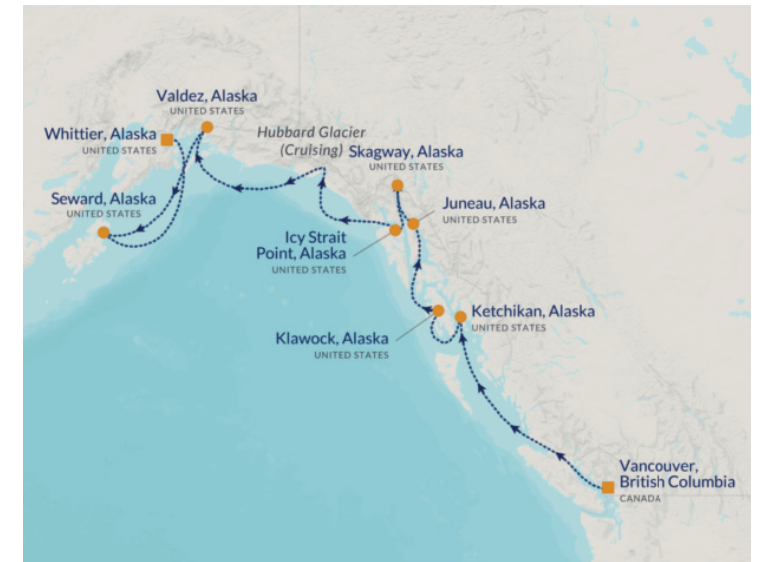 Valdez, Alaska
UNITED STATES
Whittier, Alaska
UNITED STATES
Hubbard Glacier
(Cruising)
Skagway, Alaska
UNITED STATES
Seward, Alaska
UNITED STATES
Juneau, Alaska
UNITED STATES
Icy Strait
Point, Alaska
UNITED STATES
Ketchikan, Alaska
UNITED STATES
Klawock, Alaska
UNITED STATES
Vancouver,
British Columbia
CANADA